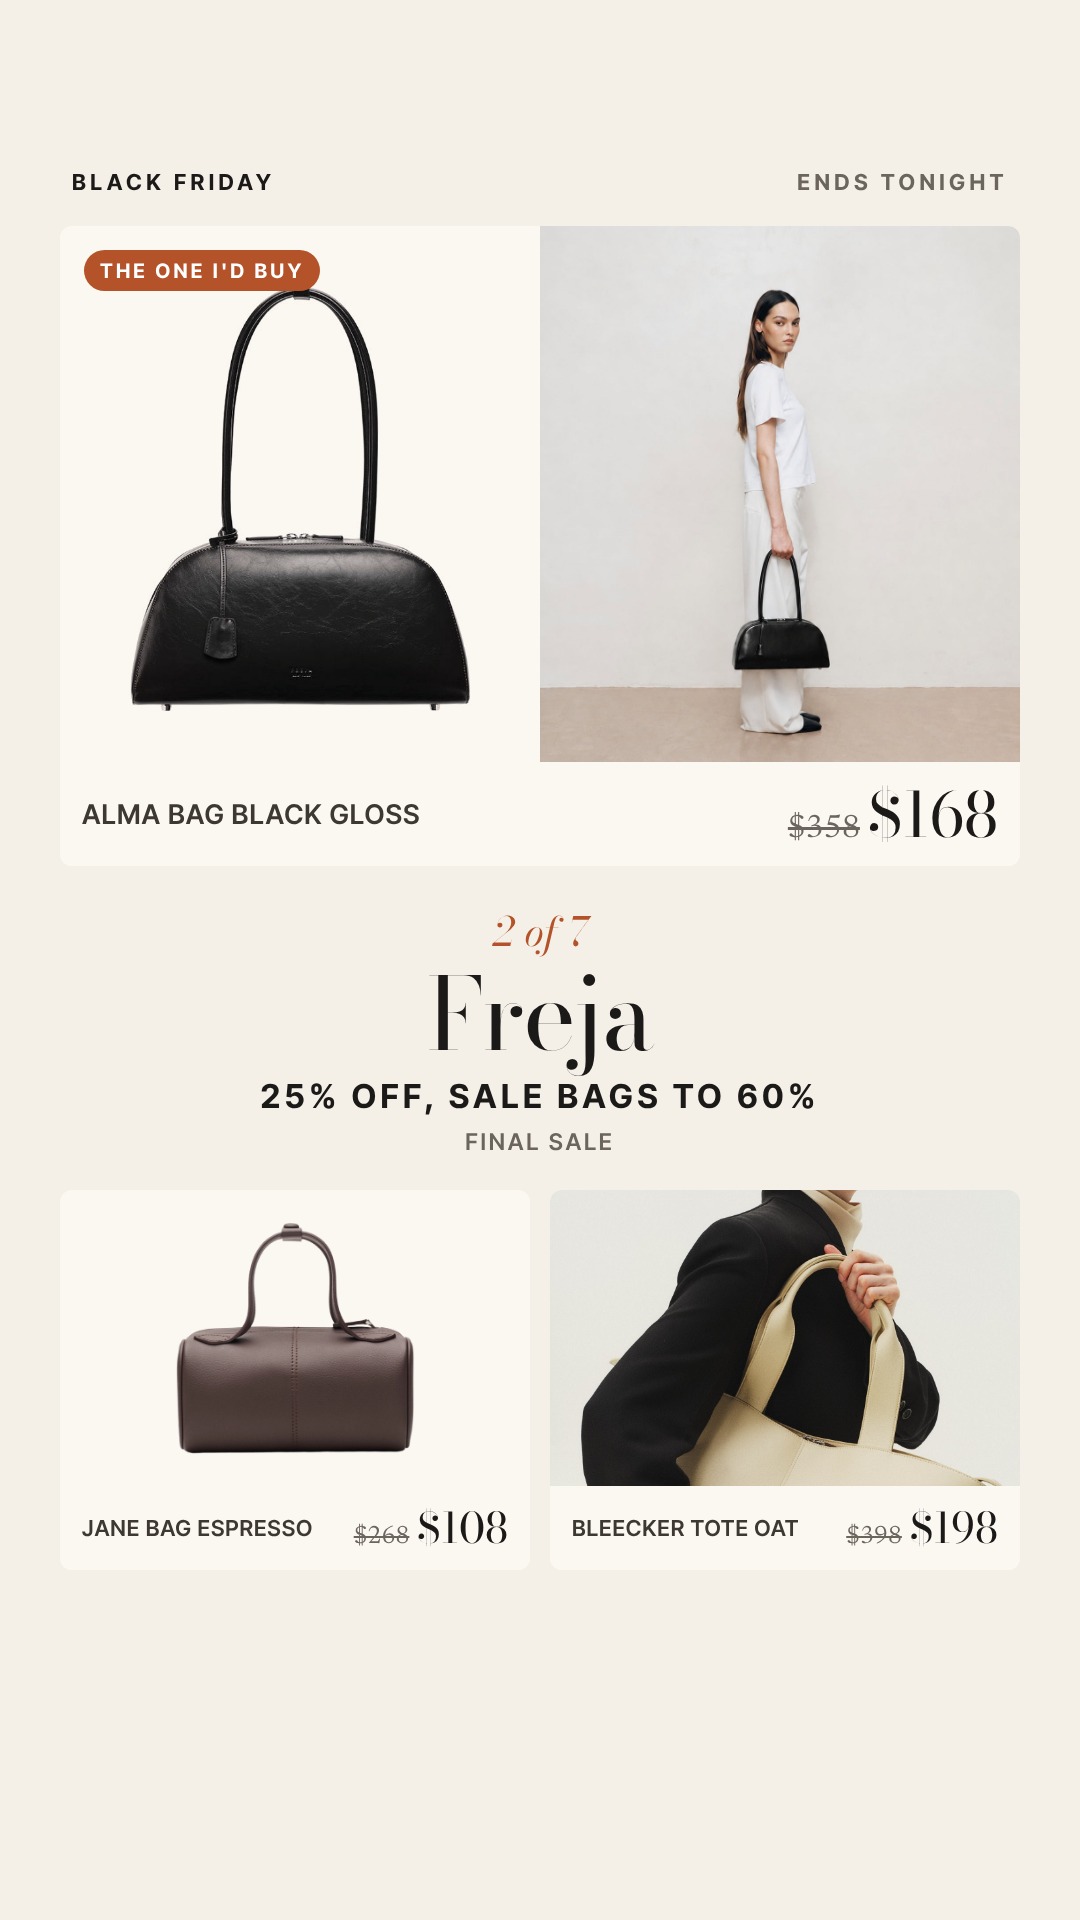 BLACK FRIDAY
ENDS TONIGHT
THE ONE I'D BUY
ALMA BAG BLACK GLOSS
$358 $168
2 of 7
Freja
25% OFF, SALE BAGS TO 60%
FINAL SALE
JANE BAG ESPRESSO
$268 $108
BLEECKER TOTE OAT
$398 $198